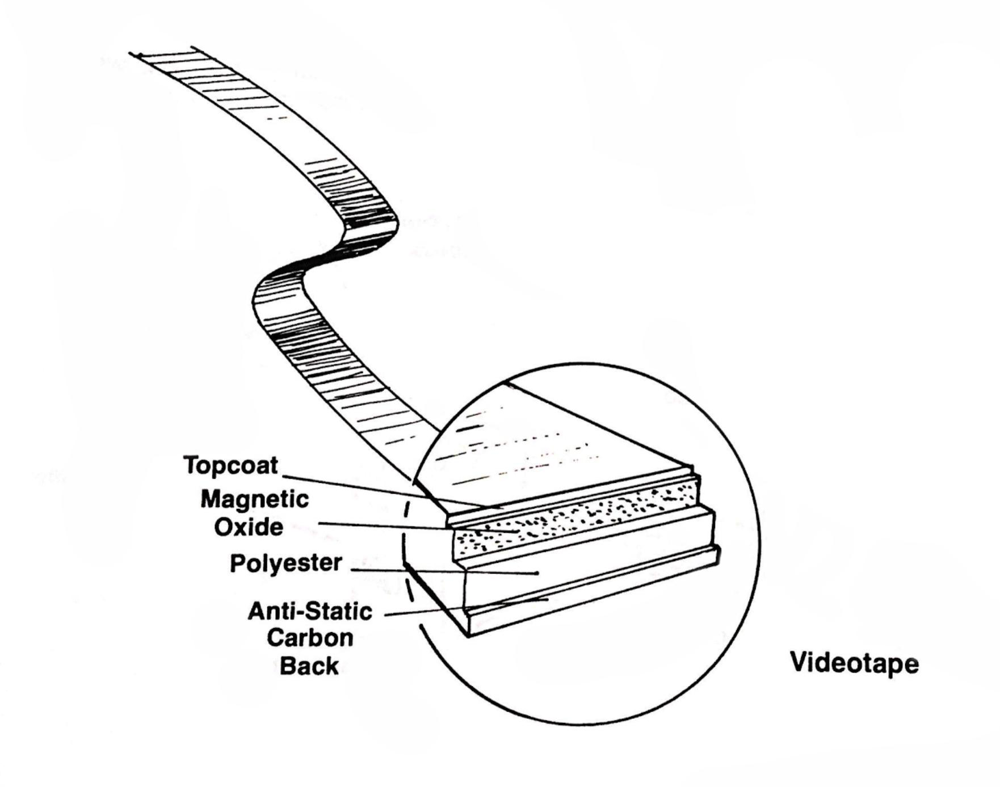 Topcoat
Magnetic
Oxide
Polyester
Anti-Static
Carbon
Back
Videotape